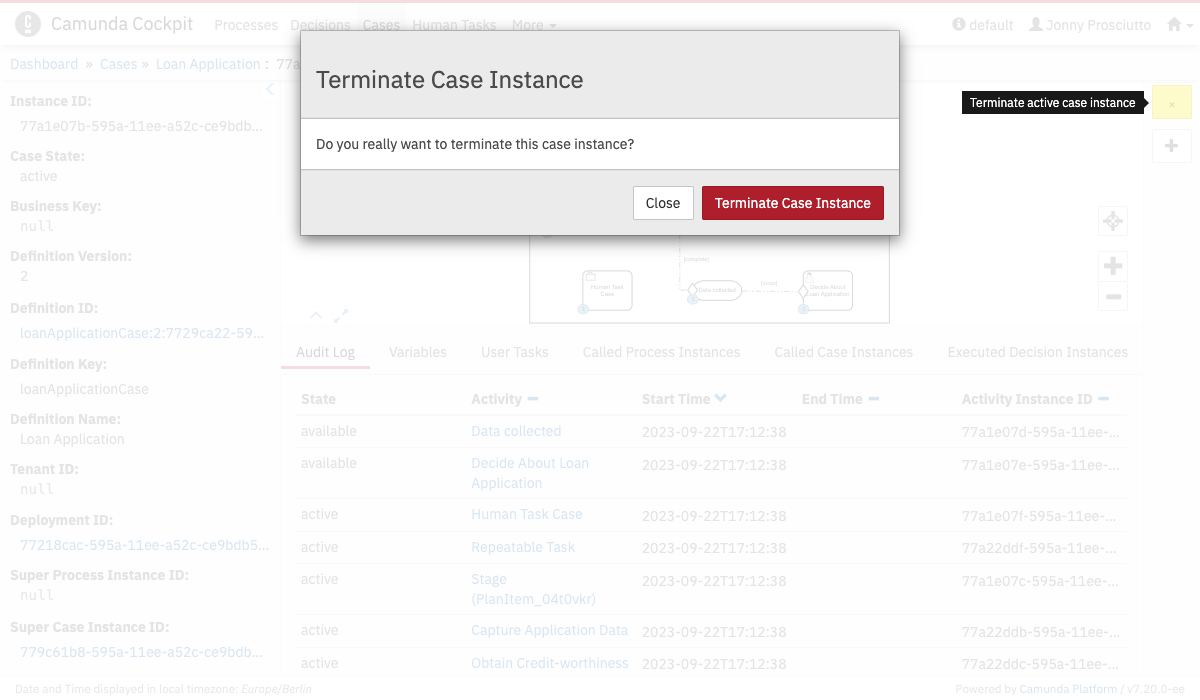 Camunda Cockpit Processes Decisions Cases Human Tasks More default Jonny Prosciutto
Dashboard » Cases » Loan Application : 77a
Terminate Case Instance
Do you really want to terminate this case instance?
Close Terminate Case Instance
Terminate active case instance
Instance ID:
77a1e07b-595a-11ee-a52c-ce9bdb...
Case State:
active
Business Key:
null
Definition Version:
2
Definition ID:
loanApplicationCase:2:7729ca22-59...
Definition Key:
loanApplicationCase
Definition Name:
Loan Application
Tenant ID:
null
Deployment ID:
77218cac-595a-11ee-a52c-ce9bdb5...
Super Process Instance ID:
null
Super Case Instance ID:
779c61b8-595a-11ee-a52c-ce9bdb...
[complete]
Human Task
Case
Data collected
Decide About
Loan Application
Audit Log Variables User Tasks Called Process Instances Called Case Instances Executed Decision Instances
State Activity Start Time End Time Activity Instance ID
available Data collected 2023-09-22T17:12:38 77a1e07d-595a-11ee-...
available Decide About Loan 2023-09-22T17:12:38 77a1e07e-595a-11ee-...
Application
active Human Task Case 2023-09-22T17:12:38 77a1e07f-595a-11ee-...
active Repeatable Task 2023-09-22T17:12:38 77a22ddf-595a-11ee-...
active Stage 2023-09-22T17:12:38 77a1e07c-595a-11ee-...
(PlanItem_04t0vkr)
active Capture Application Data 2023-09-22T17:12:38 77a22ddb-595a-11ee-...
active Obtain Credit-worthiness 2023-09-22T17:12:38 77a22ddc-595a-11ee-...
Date and Time displayed in local timezone: Europe/Berlin Powered by Camunda Platform / v7.20.0-ee